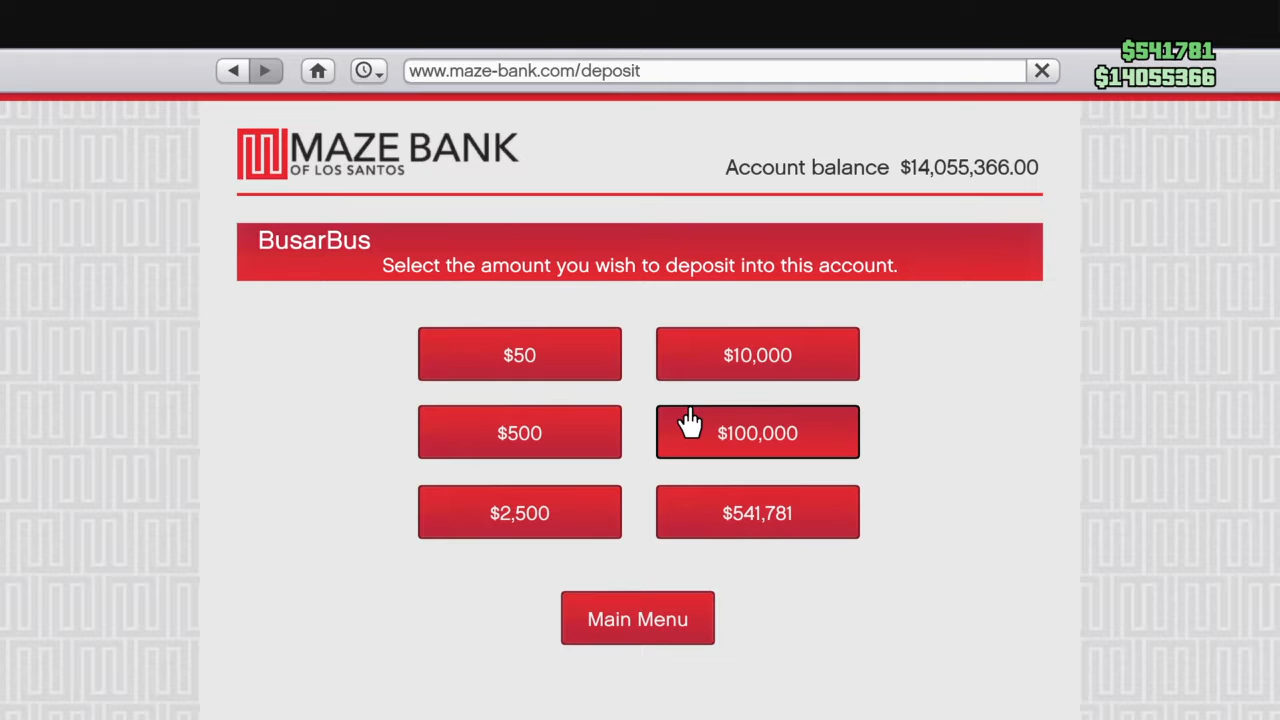 $541781
www.maze-bank.com/deposit
$14055366
MAZE BANK
OF LOS SANTOS
Account balance $14,055,366.00
BusarBus
Select the amount you wish to deposit into this account.
$50
$10,000
$500
$100,000
$2,500
$541,781
Main Menu